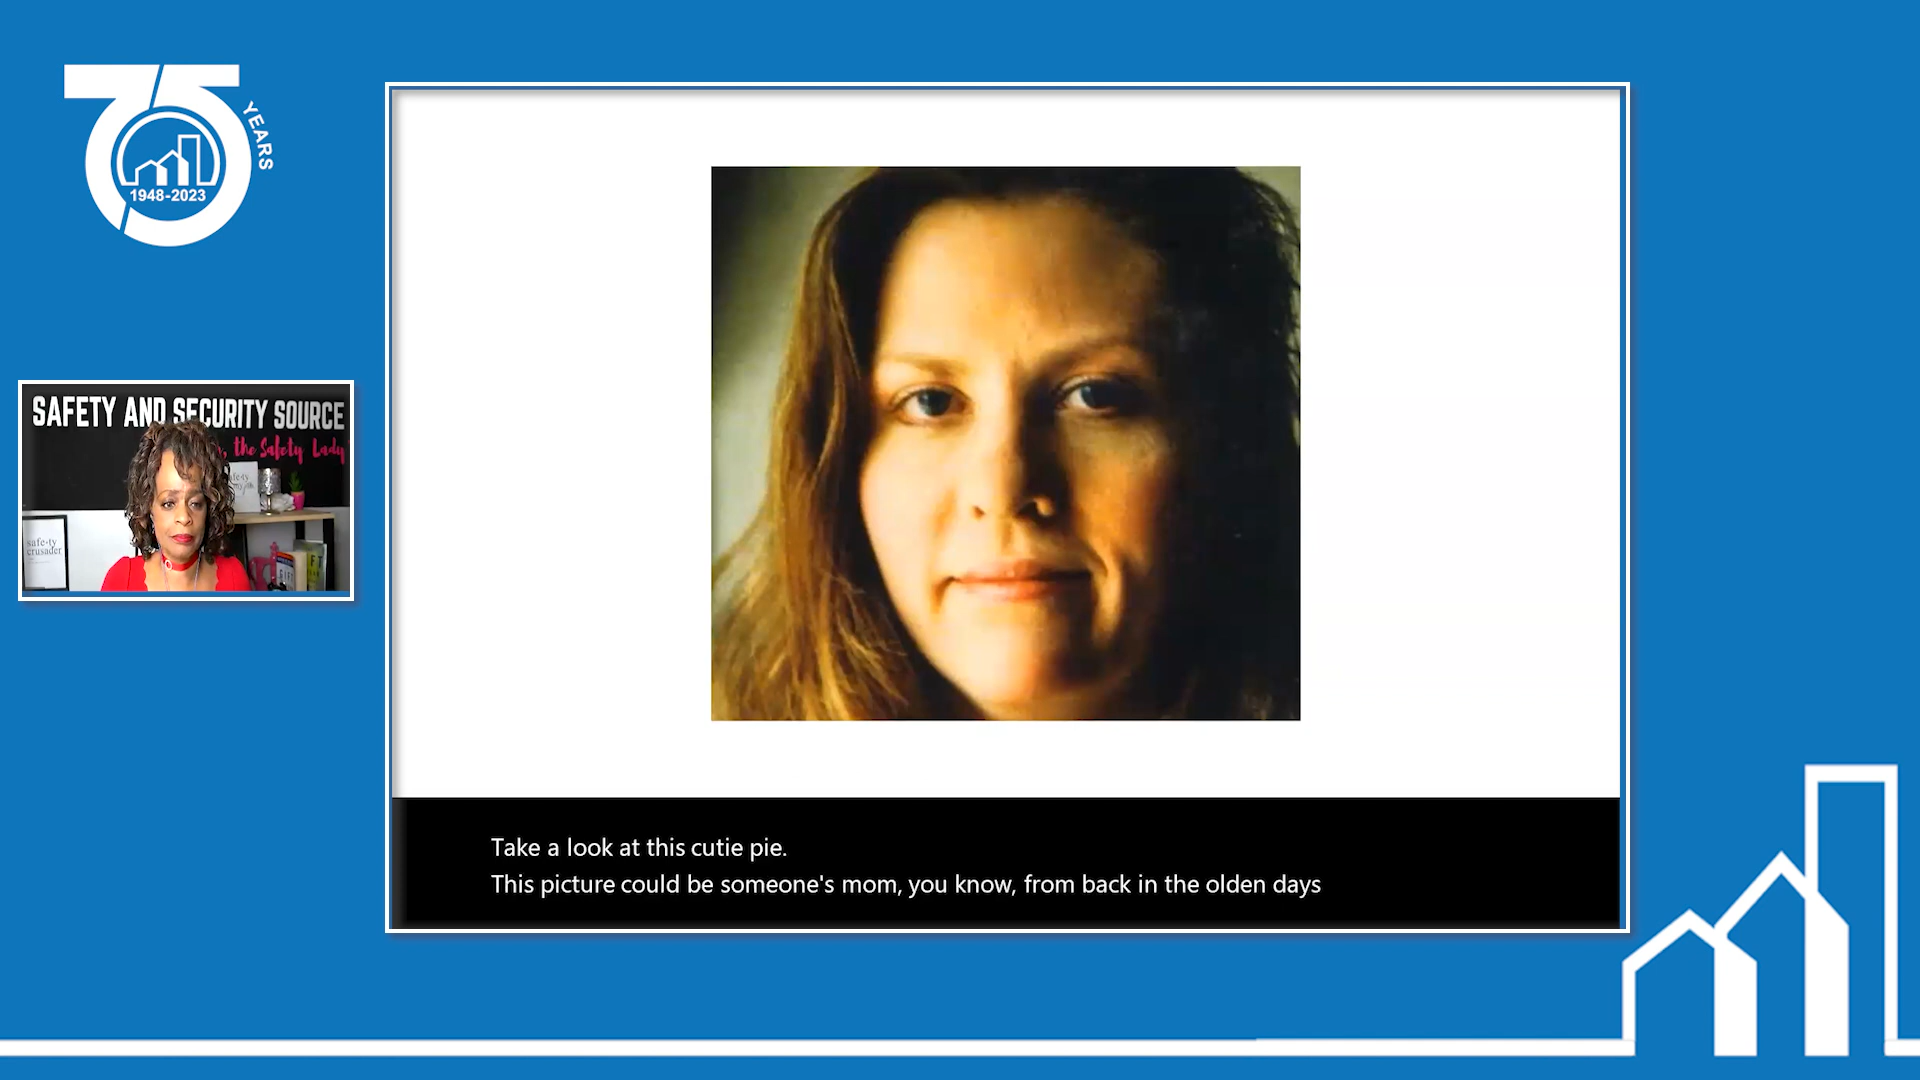 75
YEARS
1948-2023
SAFETY AND SECURITY SOURCE
the Safety Lady
safe-ty
crusader
Take a look at this cutie pie.
This picture could be someone's mom, you know, from back in the olden days